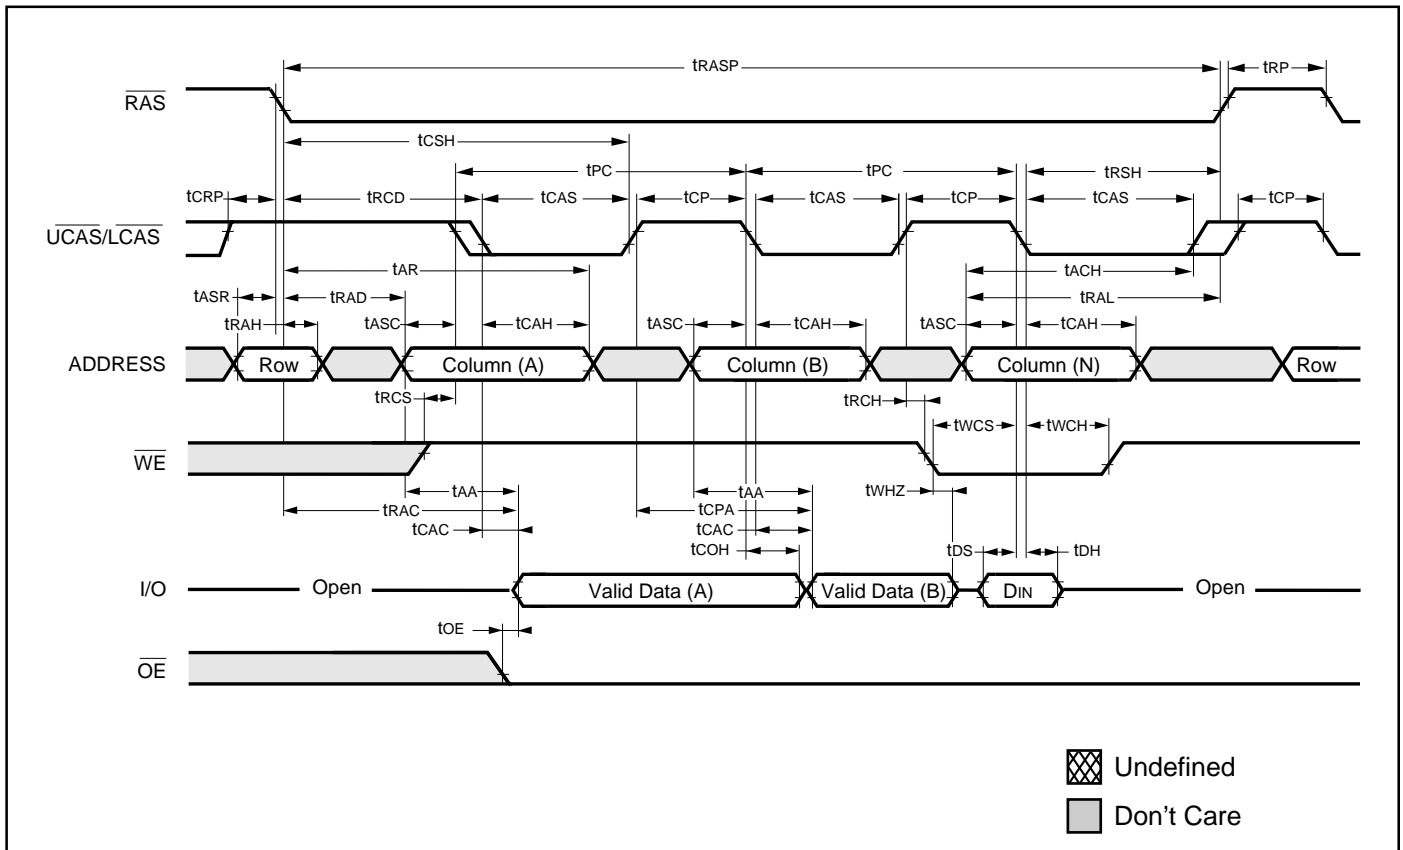 tRASP tRP
RAS
tCSH
tPC tPC tRSH
tCRP tRCD tCAS tCP tCAS tCP tCAS tCP
UCAS/LCAS
tAR tACH
tASR tRAD tRAL
tRAH tASC tCAH tASC tCAH tASC tCAH
ADDRESS Row Column (A) Column (B) Column (N) Row
tRCS tRCH
tWCS tWCH
WE
tAA tAA tWHZ
tRAC tCPA
tCAC tCAC
tCOH tDS tDH
I/O Open Valid Data (A) Valid Data (B) DIN Open
tOE
OE
Undefined
Don't Care